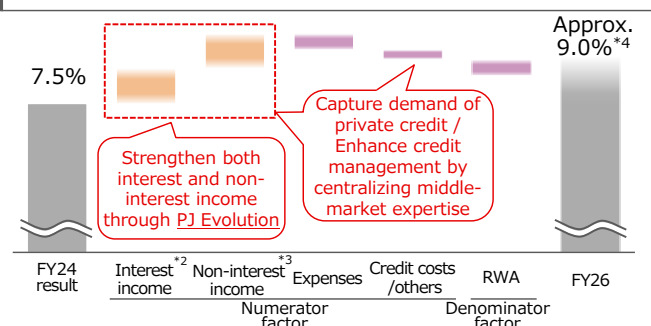 7.5%
Approx.
9.0%*4
Strengthen both
interest and non-
interest income
through PJ Evolution
Capture demand of
private credit /
Enhance credit
management by
centralizing middle-
market expertise
FY24
result
Interest*2
income
Non-interest*3
income
Expenses
Credit costs
/others
RWA
FY26
Numerator
factor
Denominator
factor